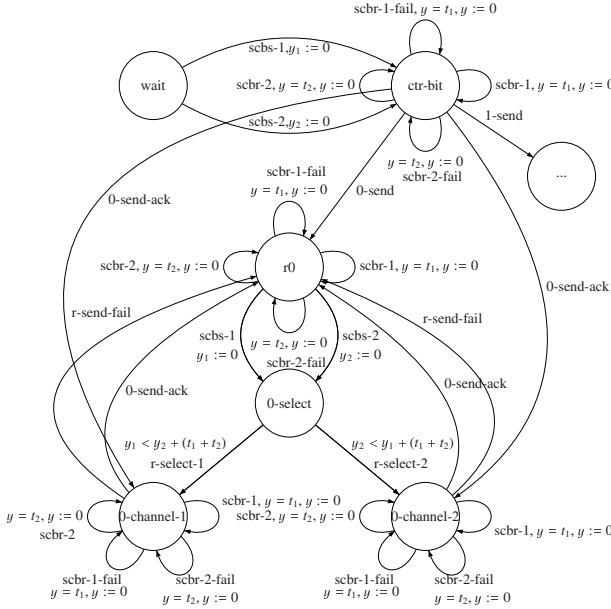 scbr-1-fail, y = t₁, y := 0
scbs-1,y₁ := 0
wait
scbr-2, y = t₂, y := 0
ctr-bit
scbr-1, y = t₁, y := 0
scbs-2,y₂ := 0
1-send
y = t₂, y := 0
scbr-2-fail
...
scbr-1-fail
y = t₁, y := 0
0-send
0-send-ack
scbr-2, y = t₂, y := 0
r0
scbr-1, y = t₁, y := 0
0-send-ack
r-send-fail
r-send-fail
scbs-1
y₁ := 0
y = t₂, y := 0
scbr-2-fail
scbs-2
y₂ := 0
0-send-ack
0-send-ack
0-select
y₁ < y₂ + (t₁ + t₂)
r-select-1
y₂ < y₁ + (t₁ + t₂)
r-select-2
y = t₂, y := 0
scbr-2
0-channel-1
scbr-1, y = t₁, y := 0
scbr-2, y = t₂, y := 0
0-channel-2
scbr-1, y = t₁, y := 0
scbr-1-fail
y = t₁, y := 0
scbr-2-fail
y = t₂, y := 0
scbr-1-fail
y = t₁, y := 0
scbr-2-fail
y = t₂, y := 0